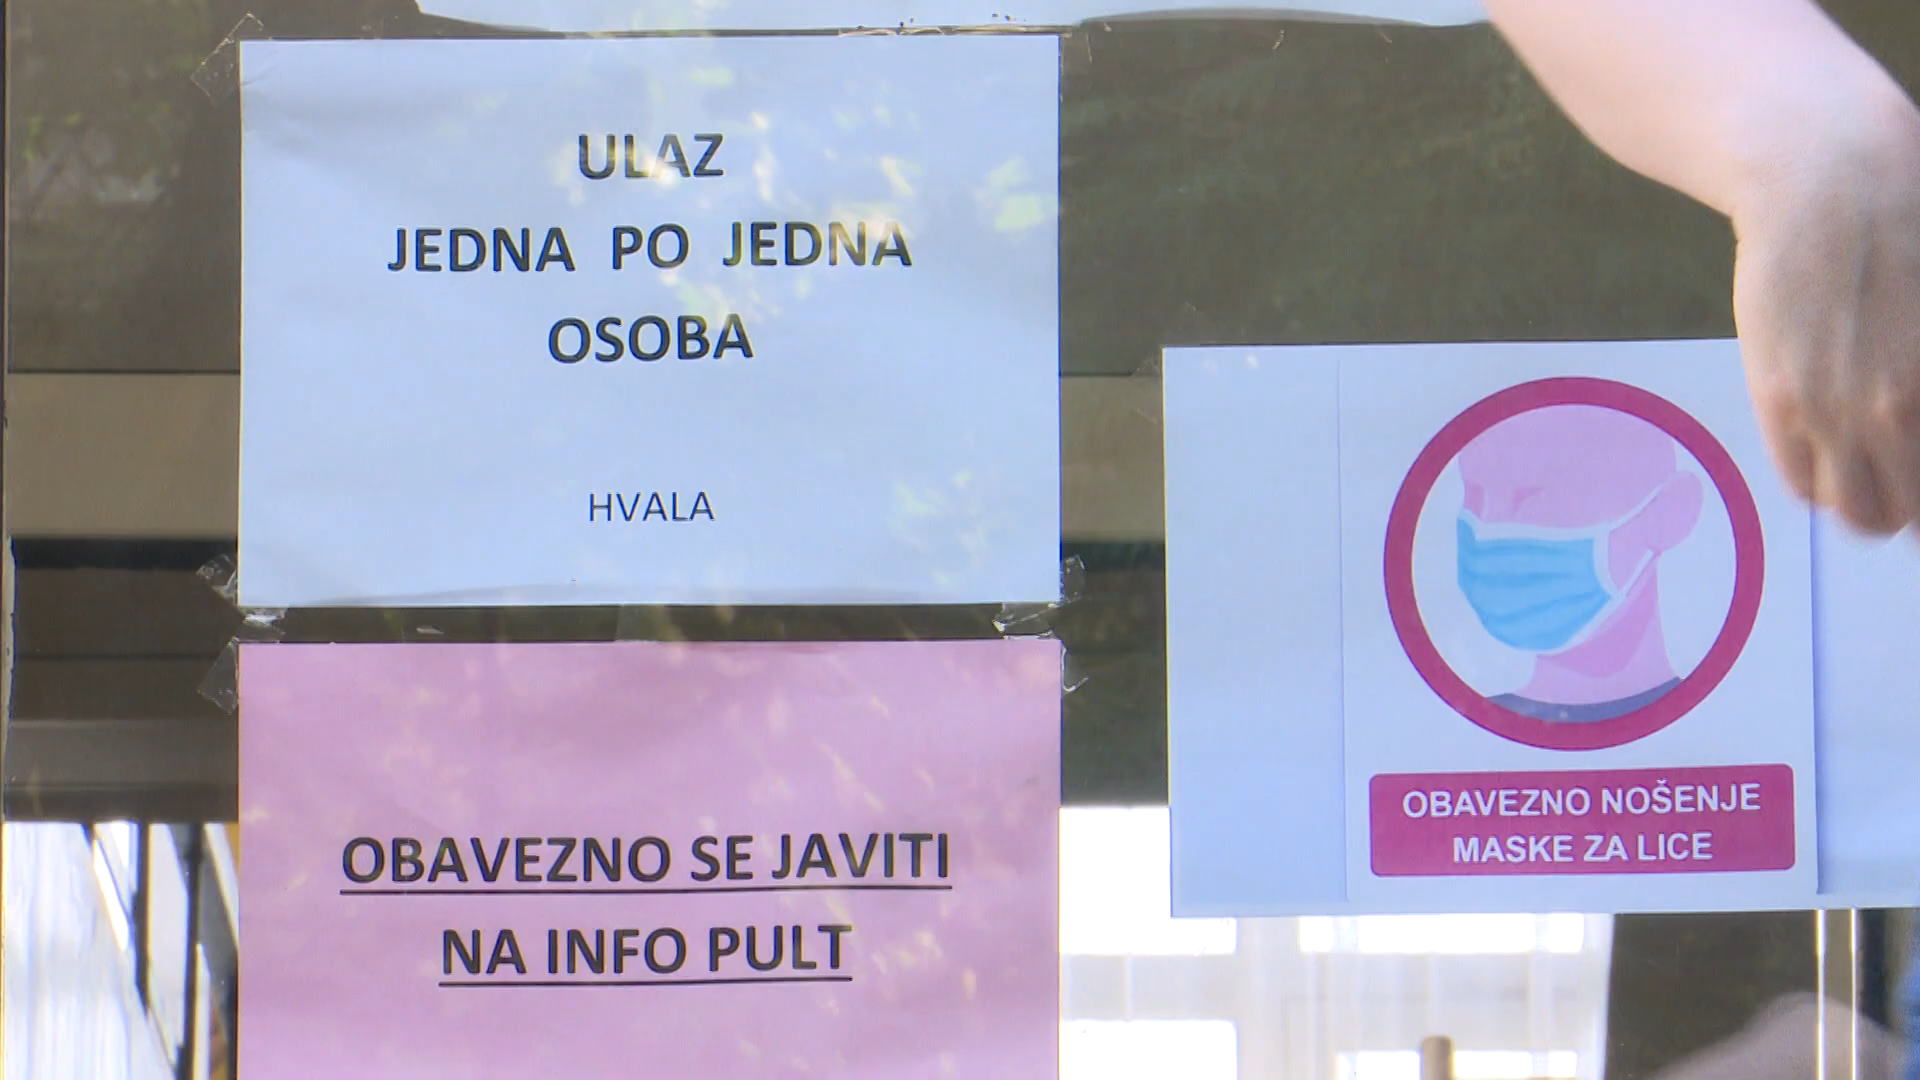 ULAZ
JEDNA PO JEDNA
OSOBA
HVALA
OBAVEZNO SE JAVITI
NA INFO PULT
OBAVEZNO NOŠENJE
MASKE ZA LICE